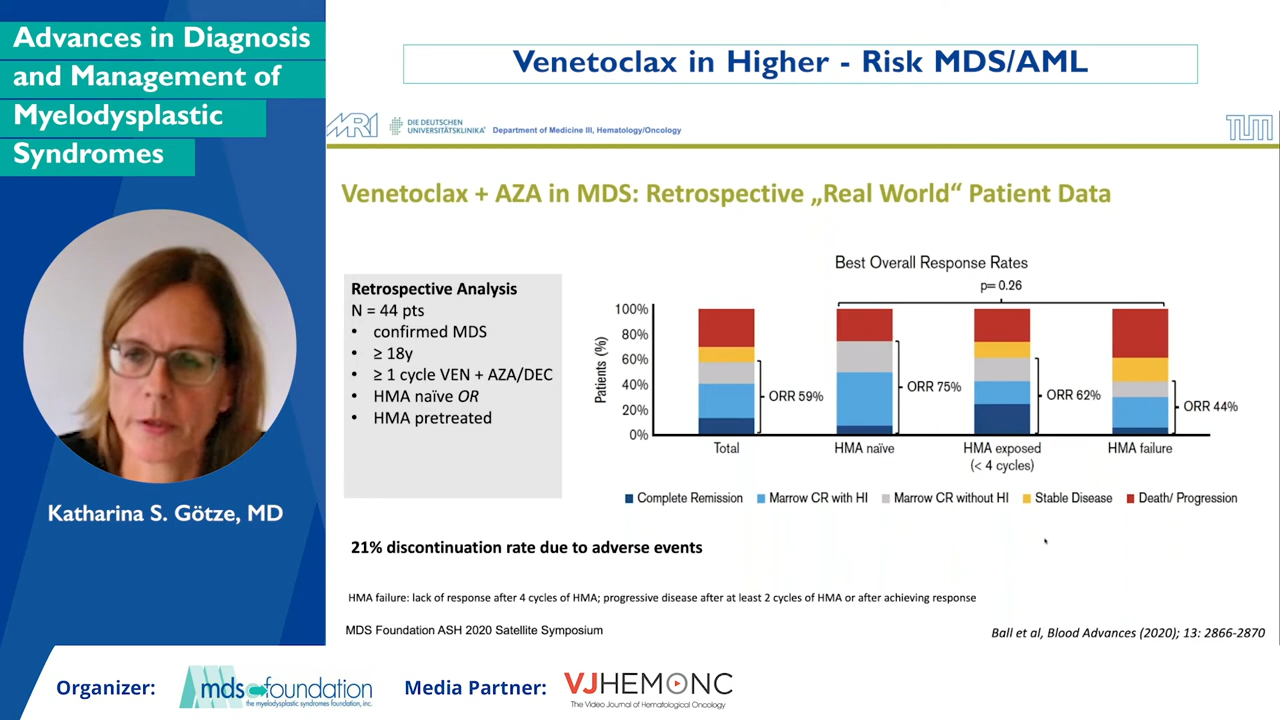 Advances in Diagnosis
and Management of
Myelodysplastic
Syndromes
Katharina S. Götze, MD
Venetoclax in Higher - Risk MDS/AML
MRI
DIE DEUTSCHEN
UNIVERSITÄTSKLINIKA®
Department of Medicine III, Hematology/Oncology
TUM
Venetoclax + AZA in MDS: Retrospective „Real World“ Patient Data
Retrospective Analysis
N = 44 pts
• confirmed MDS
• ≥ 18y
• ≥ 1 cycle VEN + AZA/DEC
• HMA naïve OR
• HMA pretreated
Best Overall Response Rates
p= 0.26
Patients (%)
100%
80%
60%
40%
20%
0%
ORR 59%
ORR 75%
ORR 62%
ORR 44%
Total
HMA naïve
HMA exposed
(< 4 cycles)
HMA failure
Complete Remission
Marrow CR with HI
Marrow CR without HI
Stable Disease
Death/ Progression
21% discontinuation rate due to adverse events
HMA failure: lack of response after 4 cycles of HMA; progressive disease after at least 2 cycles of HMA or after achieving response
MDS Foundation ASH 2020 Satellite Symposium
Ball et al, Blood Advances (2020); 13: 2866-2870
Organizer:
mds foundation
the myelodysplastic syndromes foundation, inc.
Media Partner:
VJHEMONC
The Video Journal of Hematological Oncology